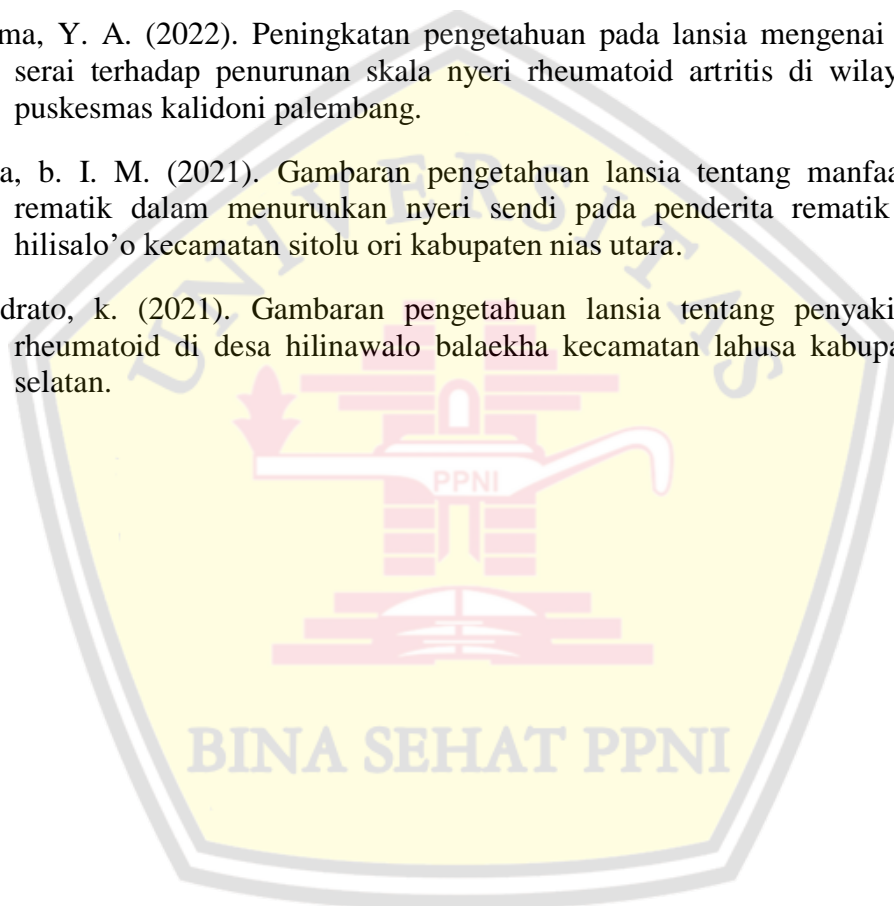 ma, Y. A. (2022). Peningkatan pengetahuan pada lansia mengenai
serai terhadap penurunan skala nyeri rheumatoid artritis di wilay
puskesmas kalidoni palembang.
a, b. I. M. (2021). Gambaran pengetahuan lansia tentang manfaa
rematik dalam menurunkan nyeri sendi pada penderita rematik
hilisalo’o kecamatan sitolu ori kabupaten nias utara.
drato, k. (2021). Gambaran pengetahuan lansia tentang penyaki
rheumatoid di desa hilinawalo balaekha kecamatan lahusa kabupa
selatan.
UNIVERSITAS
PPNI
BINA SEHAT PPNI